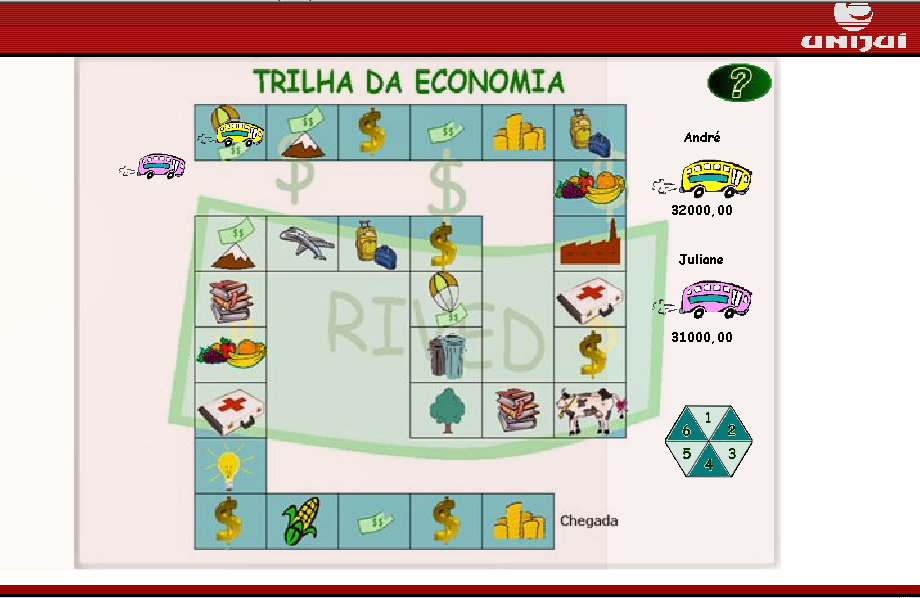 UNIJUÍ
TRILHA DA ECONOMIA
?
André
32000,00
Juliane
31000,00
RIVED
1
6 2
5 3
4
Chegada